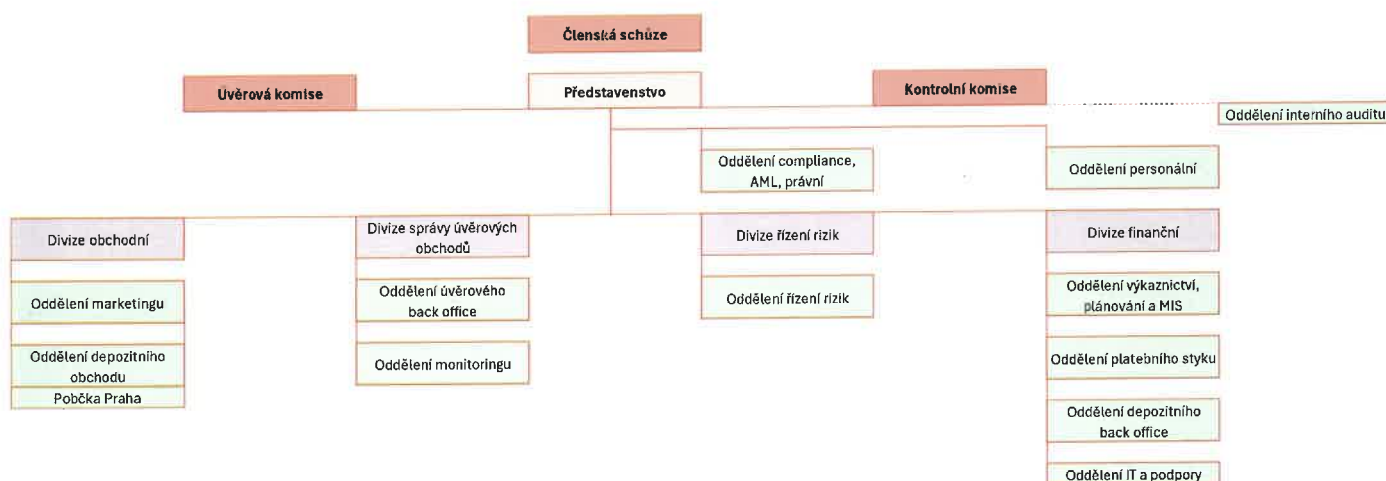 Členská schůze
Úvěrová komise
Představenstvo
Kontrolní komise
Oddělení interního auditu
Oddělení compliance,
AML, právní
Oddělení personální
Divize obchodní
Divize správy úvěrových
obchodů
Divize řízení rizik
Divize finanční
Oddělení marketingu
Oddělení úvěrového
back office
Oddělení řízení rizik
Oddělení výkaznictví,
plánování a MIS
Oddělení depozitního
obchodu
Pobčka Praha
Oddělení monitoringu
Oddělení platebního styku
Oddělení depozitního
back office
Oddělení IT a podpory